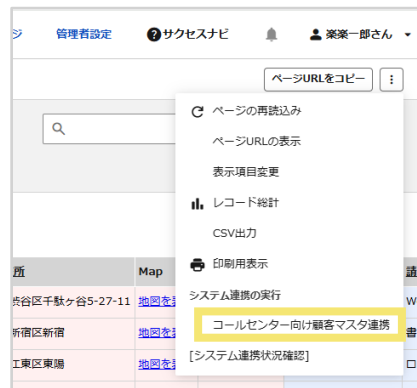 ジ 管理者設定 ?サクセスナビ 楽楽一郎さん
ページURLをコピー
ページの再読込み
ページURLの表示
表示項目変更
レコード総計
CSV出力
印刷用表示
システム連携の実行
コールセンター向け顧客マスタ連携
[システム連携状況確認]
所 Map 請
渋谷区千駄ヶ谷5-27-11 地図を表 W
新宿区新宿 地図を表 書
江東区東陽 地図を表 ロ